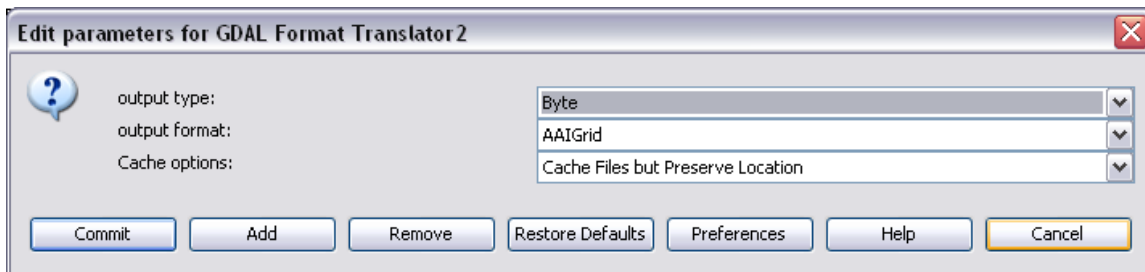 Edit parameters for GDAL Format Translator2
output type: Byte
output format: AAIGrid
Cache options: Cache Files but Preserve Location
Commit Add Remove Restore Defaults Preferences Help Cancel